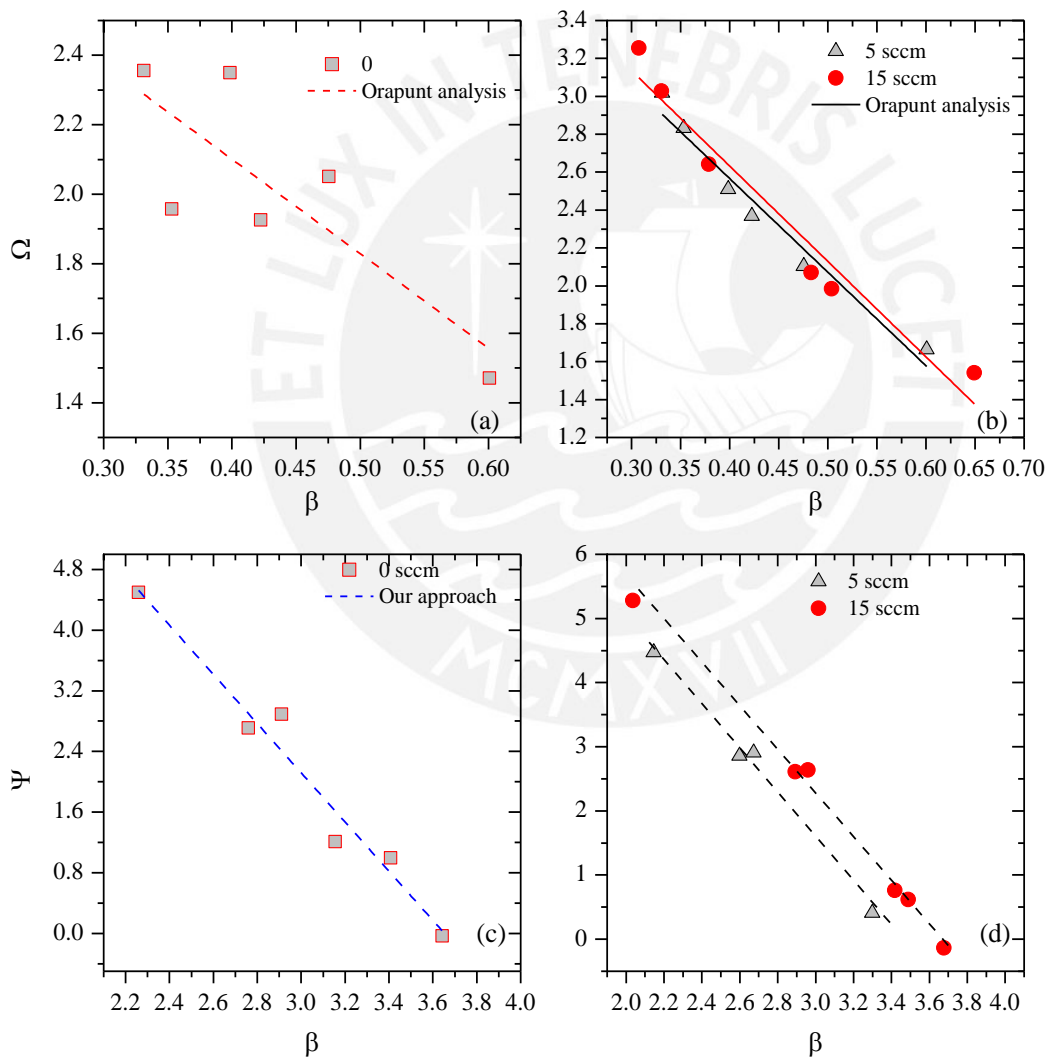 2.4
2.2
2.0
1.8
1.6
1.4
Ω
0
Orapunt analysis
(a)
0.30 0.35 0.40 0.45 0.50 0.55 0.60
β
3.4
3.2
3.0
2.8
2.6
2.4
2.2
2.0
1.8
1.6
1.4
1.2
5 sccm
15 sccm
Orapunt analysis
(b)
0.30 0.35 0.40 0.45 0.50 0.55 0.60 0.65 0.70
β
4.8
4.0
3.2
2.4
1.6
0.8
0.0
Ψ
0 sccm
Our approach
(c)
2.2 2.4 2.6 2.8 3.0 3.2 3.4 3.6 3.8 4.0
β
6
5
4
3
2
1
0
5 sccm
15 sccm
(d)
2.0 2.2 2.4 2.6 2.8 3.0 3.2 3.4 3.6 3.8 4.0
β
ET LUX IN TENEBRIS LUCET
MCMXVII